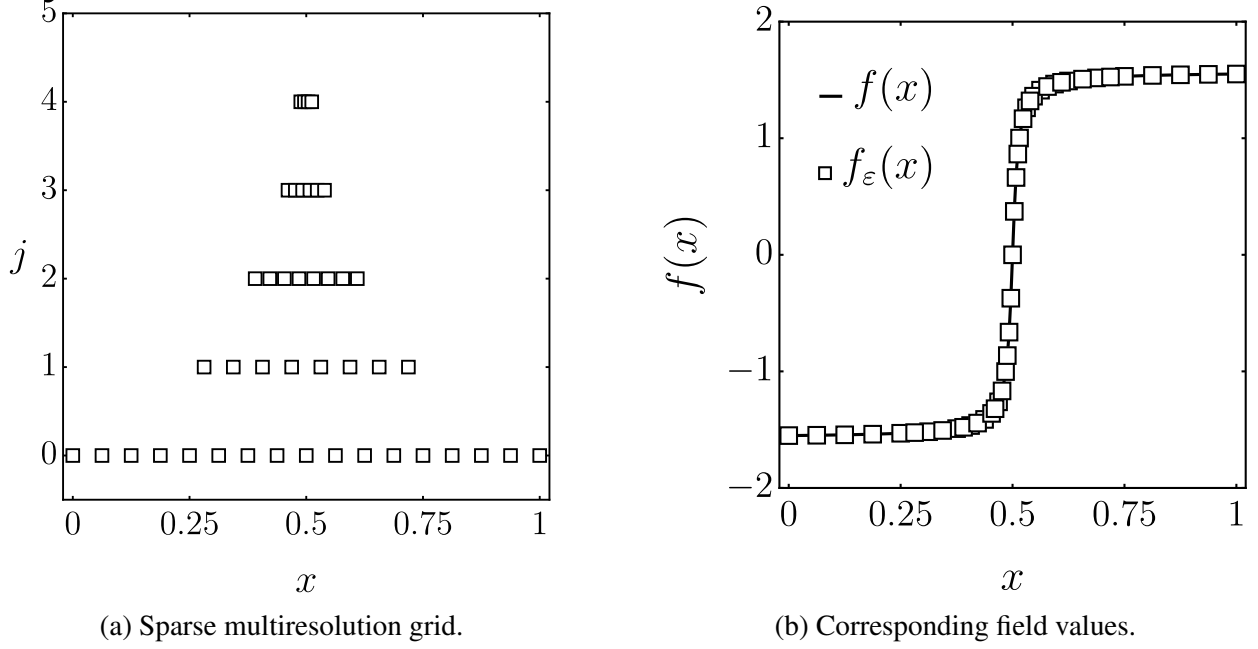 5
4
3
2
1
0
j
0 0.25 0.5 0.75 1
x
(a) Sparse multiresolution grid.
2
1
0
−1
−2
f(x)
f(x)
fε(x)
0 0.25 0.5 0.75 1
x
(b) Corresponding field values.